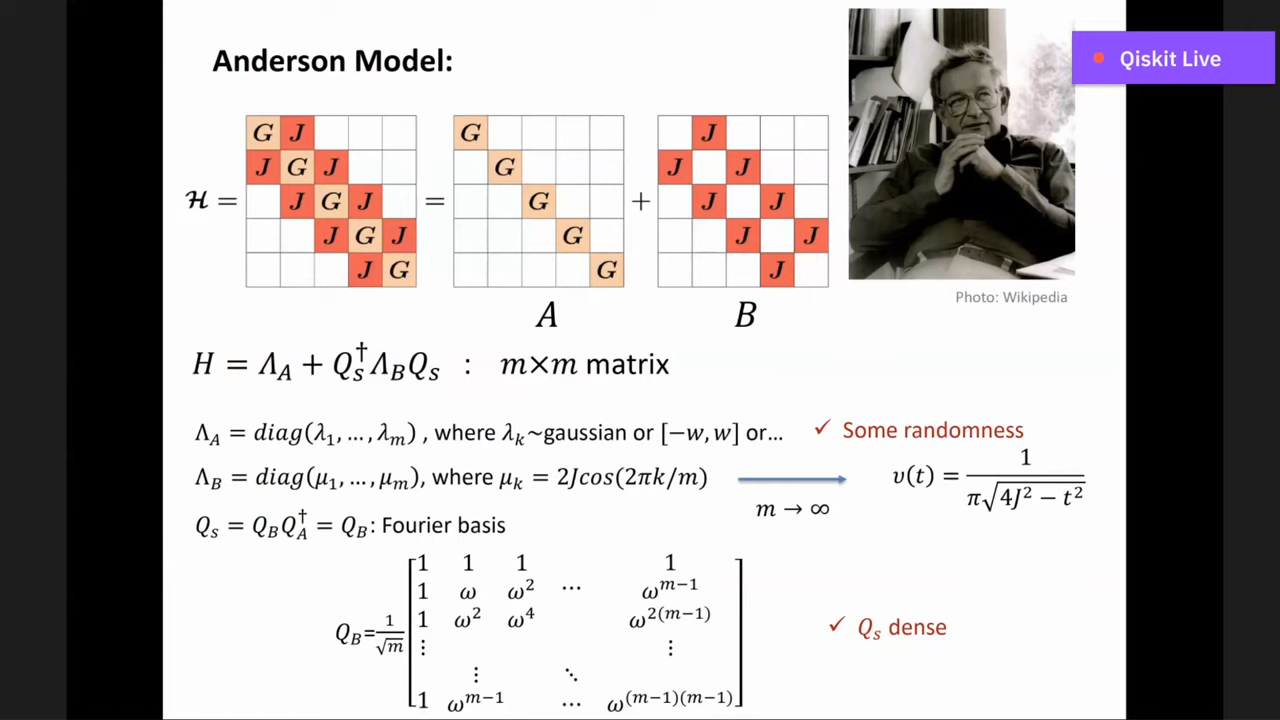 Anderson Model:
Qiskit Live
G J
J G J
ℋ = J G J = G + J J
J G J
J G
G
G
G
G
J
J J
J J
J
A B
Photo: Wikipedia
H = Λ_A + Q_s^† Λ_B Q_s : m×m matrix
Λ_A = diag(λ_1, …, λ_m) , where λ_k~gaussian or [−w, w] or… ✓ Some randomness
Λ_B = diag(μ_1, …, μ_m), where μ_k = 2Jcos(2πk/m) m → ∞ υ(t) = 1 / (π√(4J² − t²))
Q_s = Q_B Q_A^† = Q_B: Fourier basis
1 1 1 1
1 ω ω² ⋯ ω^{m−1}
1 ω² ω⁴ ω^{2(m−1)}
Q_B= 1/√m ⋮ ⋮ ✓ Q_s dense
⋮ ⋱
1 ω^{m−1} ⋯ ω^{(m−1)(m−1)}